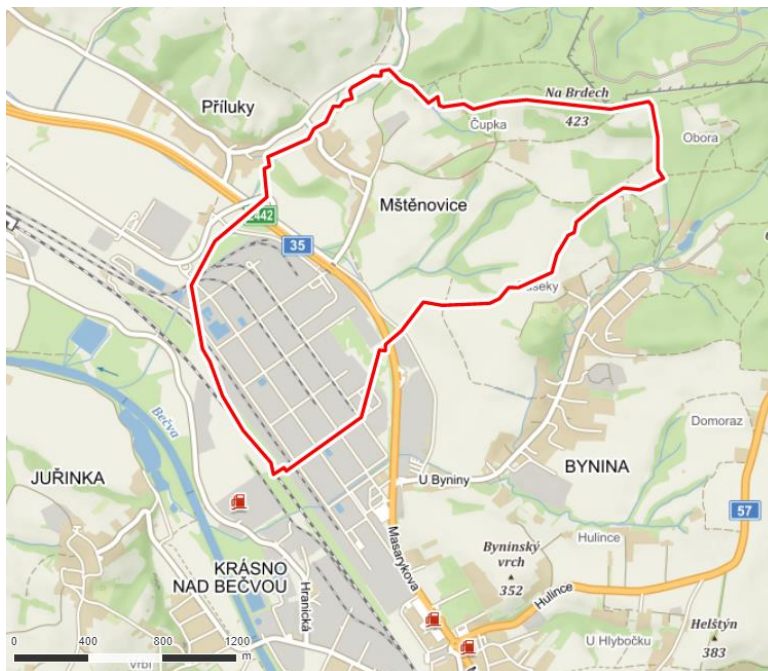 Příluky
Na Brdech
423
Čupka
Obora
Mštěnovice
35
Bečva
Domoraz
JUŘINKA
U Byniny
BYNINA
57
Masarykova
Hulince
KRÁSNO
NAD BEČVOU
Hranická
Bynínský
vrch
352
Hulince
Helštýn
383
U Hlybočku
0 400 800 1200
m